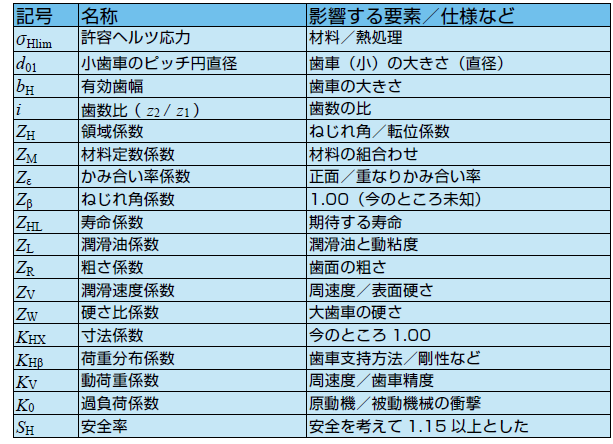 記号 名称 影響する要素／仕様など
σHlim 許容ヘルツ応力 材料／熱処理
d01 小歯車のピッチ円直径 歯車（小）の大きさ（直径）
bH 有効歯幅 歯車の大きさ
i 歯数比（ z2 / z1 ） 歯数の比
ZH 領域係数 ねじれ角／転位係数
ZM 材料定数係数 材料の組合わせ
Zε かみ合い率係数 正面／重なりかみ合い率
Zβ ねじれ角係数 1.00（今のところ未知）
ZHL 寿命係数 期待する寿命
ZL 潤滑油係数 潤滑油と動粘度
ZR 粗さ係数 歯面の粗さ
ZV 潤滑速度係数 周速度／表面硬さ
ZW 硬さ比係数 大歯車の硬さ
KHX 寸法係数 今のところ 1.00
KHβ 荷重分布係数 歯車支持方法／剛性など
KV 動荷重係数 周速度／歯車精度
K0 過負荷係数 原動機／被動機械の衝撃
SH 安全率 安全を考えて 1.15 以上とした